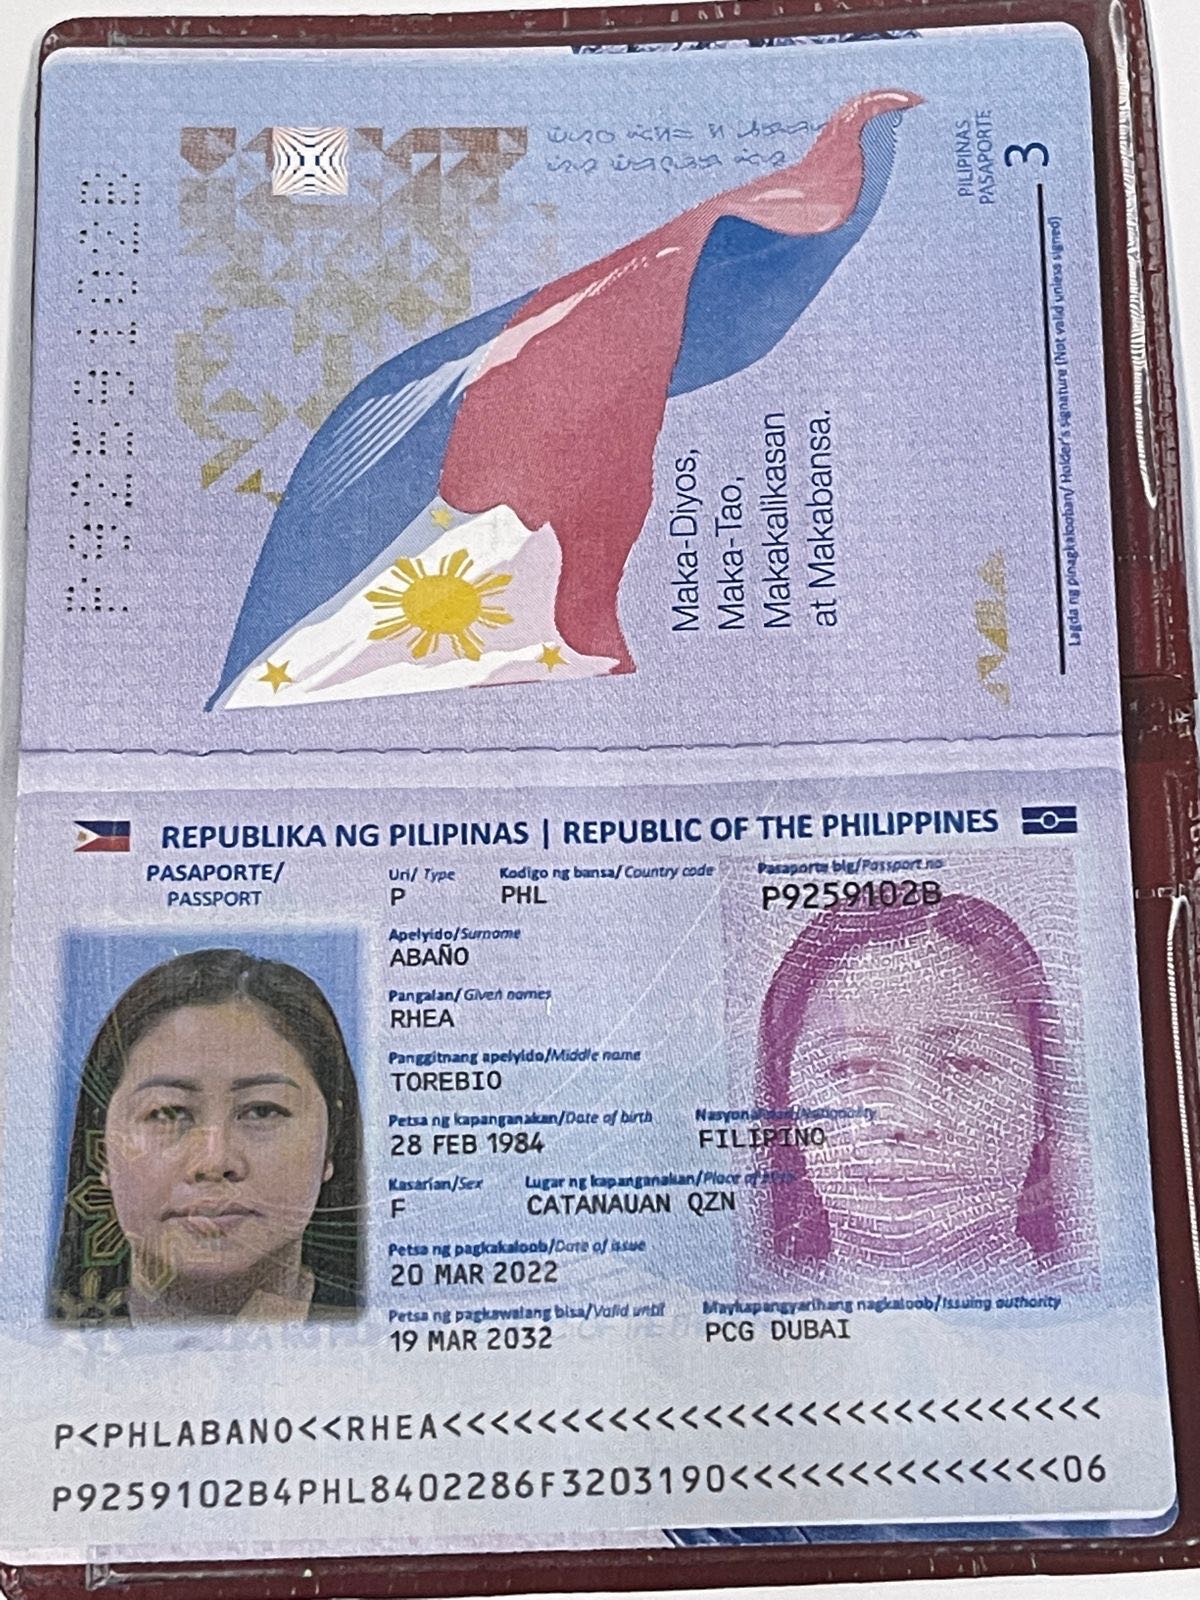 PILIPINAS
PASAPORTE
3
Maka-Diyos,
Maka-Tao,
Makakalikasan
at Makabansa.
Lagda ng pinagkalooban/ Holder's signature (Not valid unless signed)
REPUBLIKA NG PILIPINAS | REPUBLIC OF THE PHILIPPINES
PASAPORTE/
PASSPORT
Uri/ Type Kodigo ng bansa/ Country code Pasaporte blg/Passport no
P PHL P9259102B
Apelyido/Surname
ABAÑO
Pangalan/ Given names
RHEA
Panggitnang apelyido/Middle name
TOREBIO
Petsa ng kapanganakan/Date of birth Nasyonalidad/Nationality
28 FEB 1984 FILIPINO
Kasarian/Sex Lugar ng kapanganakan/Place of birth
F CATANAUAN QZN
Petsa ng pagkakaloob/Date of issue
20 MAR 2022
Petsa ng pagkawalang bisa/Valid until Maykapangyarihang nagkaloob/Issuing authority
19 MAR 2032 PCG DUBAI
P<PHLABANO<<RHEA<<<<<<<<<<<<<<<<<<<<<<<<<<<<
P9259102B4PHL8402286F3203190<<<<<<<<<<<<<<06